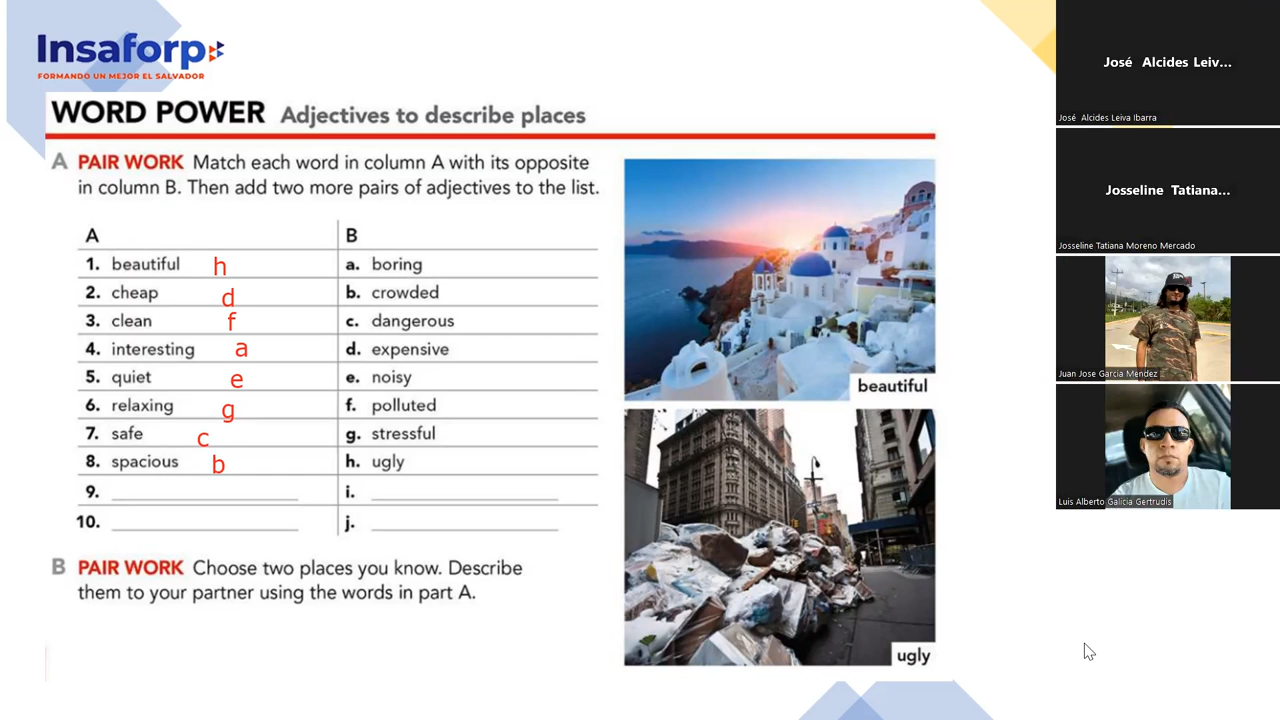 Insaforp
FORMANDO UN MEJOR EL SALVADOR
WORD POWER Adjectives to describe places
A PAIR WORK Match each word in column A with its opposite
in column B. Then add two more pairs of adjectives to the list.
A B
1. beautiful h a. boring
2. cheap d b. crowded
3. clean f c. dangerous
4. interesting a d. expensive
5. quiet e e. noisy
6. relaxing g f. polluted
7. safe c g. stressful
8. spacious b h. ugly
9. i.
10. j.
B PAIR WORK Choose two places you know. Describe
them to your partner using the words in part A.
beautiful
ugly
José Alcides Leiv...
José Alcides Leiva Ibarra
Josseline Tatiana...
Josseline Tatiana Moreno Mercado
Juan Jose Garcia Mendez
Luis Alberto Galicia Gertrudis